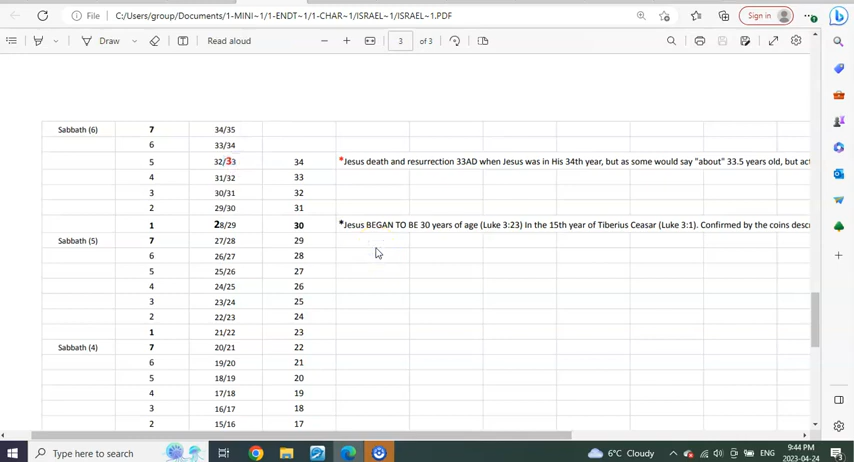 File
C:/Users/group/Documents/1-MINI~1/1-ENDT~1/1-CHAR~1/ISRAEL~1/ISRAEL~1.PDF
Sign in
Draw
Read aloud
3 of 3
Sabbath (6) 7 34/35
6 33/34
5 32/33 34 *Jesus death and resurrection 33AD when Jesus was in His 34th year, but as some would say "about" 33.5 years old, but act
4 31/32 33
3 30/31 32
2 29/30 31
1 28/29 30 *Jesus BEGAN TO BE 30 years of age (Luke 3:23) In the 15th year of Tiberius Ceasar (Luke 3:1). Confirmed by the coins descr
Sabbath (5) 7 27/28 29
6 26/27 28
5 25/26 27
4 24/25 26
3 23/24 25
2 22/23 24
1 21/22 23
Sabbath (4) 7 20/21 22
6 19/20 21
5 18/19 20
4 17/18 19
3 16/17 18
2 15/16 17
Type here to search
6°C Cloudy
ENG
9:44 PM
2023-04-24
3